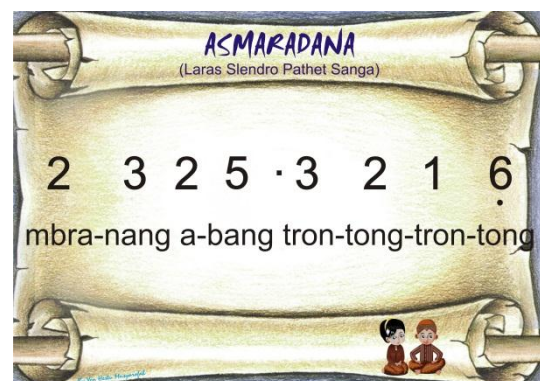 ASMARADANA
(Laras Slendro Pathet Sanga)
2 3 2 5 · 3 2 1 6̣
mbra-nang a-bang tron-tong-tron-tong